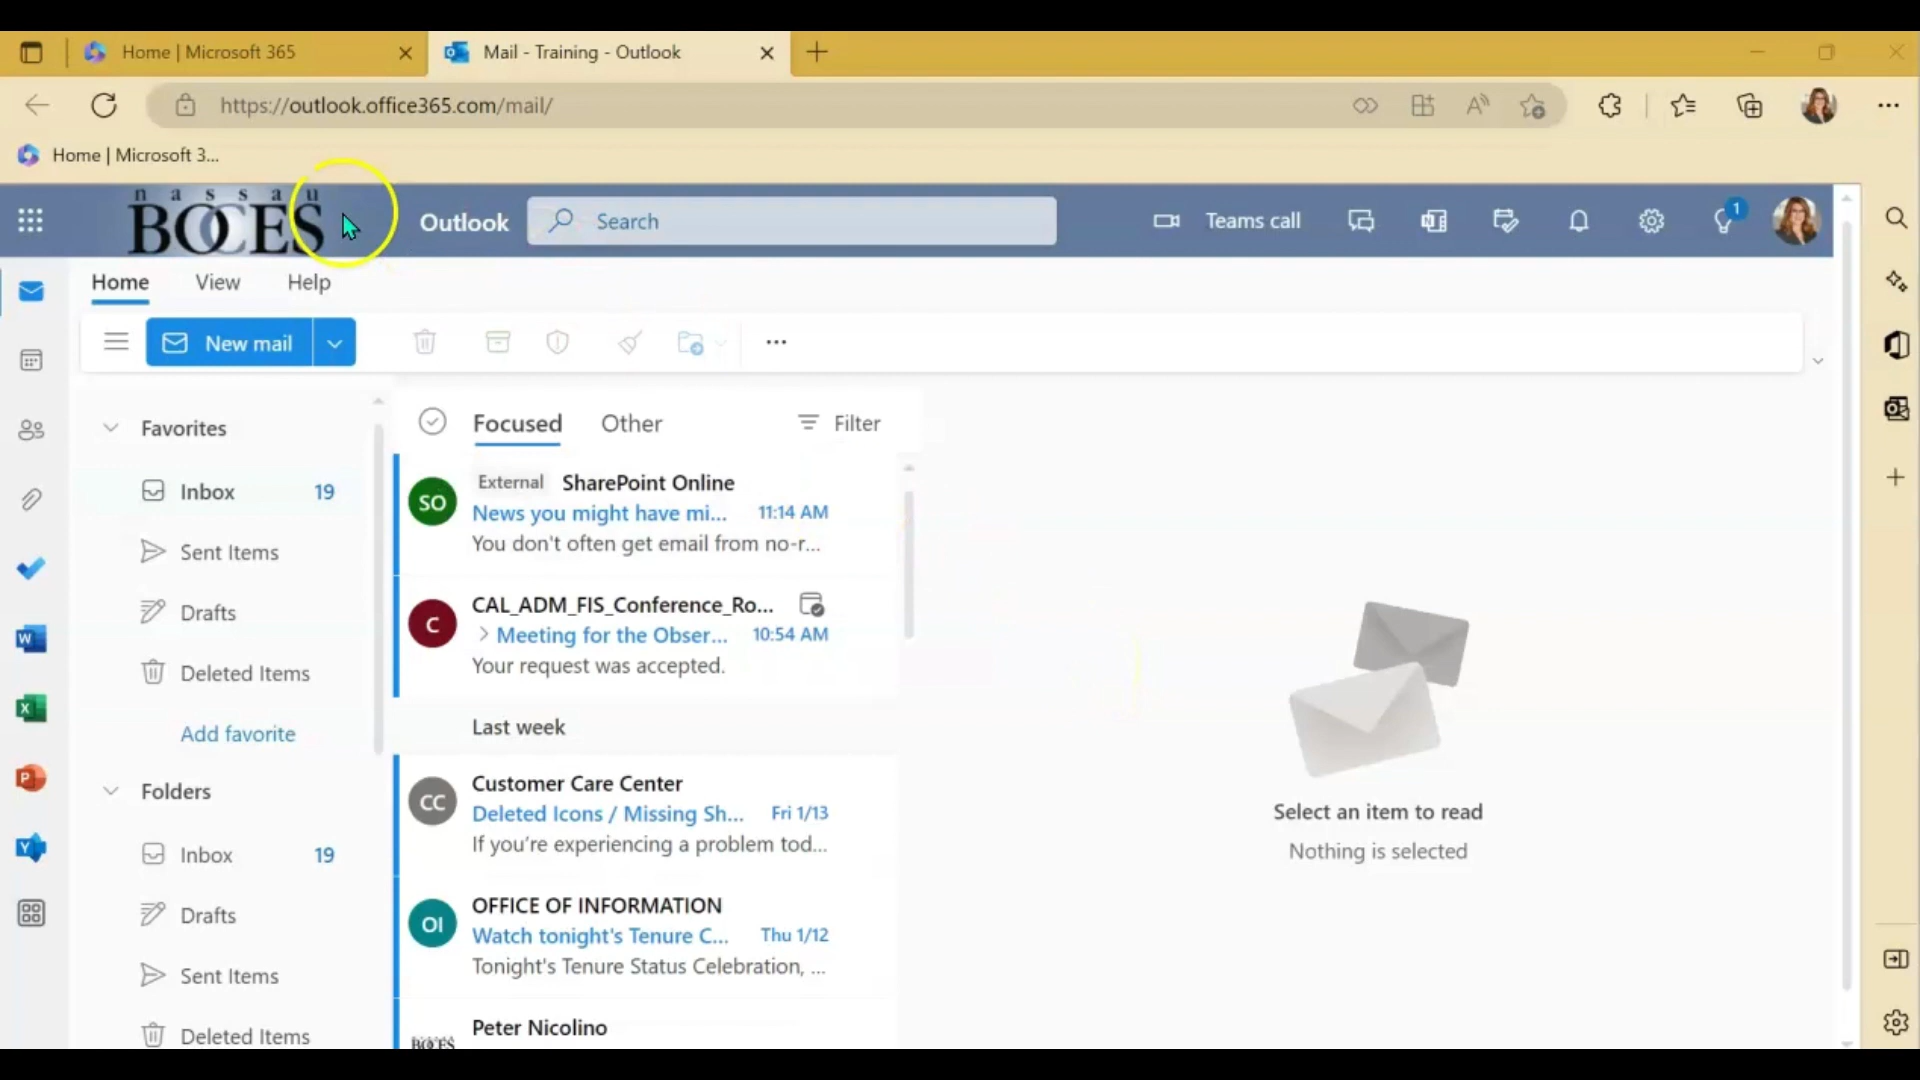 Home | Microsoft 365
Mail - Training - Outlook
https://outlook.office365.com/mail/
Home | Microsoft 3...
nassau
BOCES
Outlook
Search
Teams call
1
Home View Help
New mail
Favorites
Inbox 19
Sent Items
Drafts
Deleted Items
Add favorite
Folders
Inbox 19
Drafts
Sent Items
Deleted Items
Focused Other Filter
SO
External SharePoint Online
News you might have mi... 11:14 AM
You don't often get email from no-r...
C
CAL_ADM_FIS_Conference_Ro...
Meeting for the Obser... 10:54 AM
Your request was accepted.
Last week
CC
Customer Care Center
Deleted Icons / Missing Sh... Fri 1/13
If you're experiencing a problem tod...
OI
OFFICE OF INFORMATION
Watch tonight's Tenure C... Thu 1/12
Tonight's Tenure Status Celebration, ...
Peter Nicolino
BOCES
Select an item to read
Nothing is selected